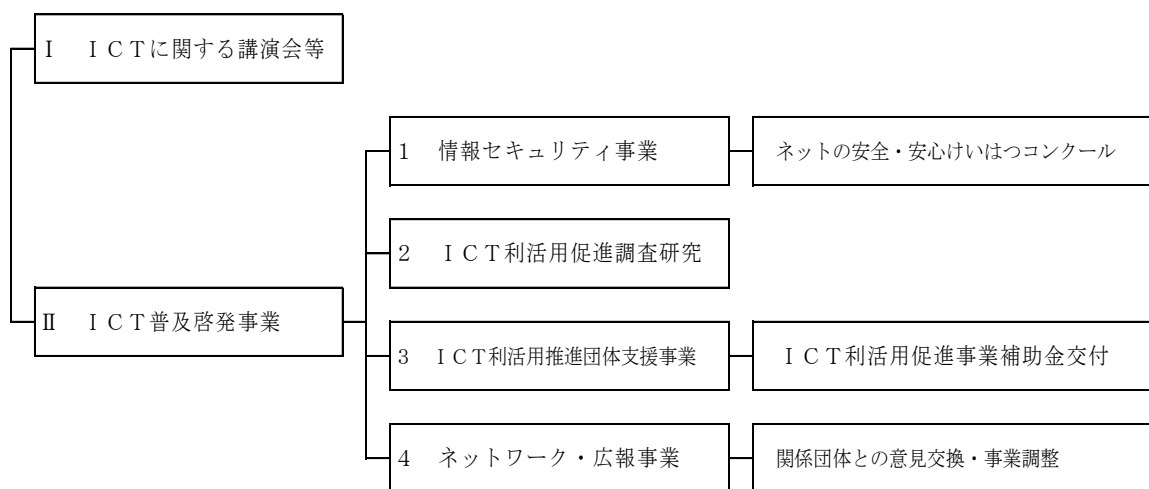 Ⅰ　ＩＣＴに関する講演会等
1　情報セキュリティ事業
ネットの安全・安心けいはつコンクール
2　ＩＣＴ利活用促進調査研究
Ⅱ　ＩＣＴ普及啓発事業
3　ＩＣＴ利活用推進団体支援事業
ＩＣＴ利活用促進事業補助金交付
4　ネットワーク・広報事業
関係団体との意見交換・事業調整